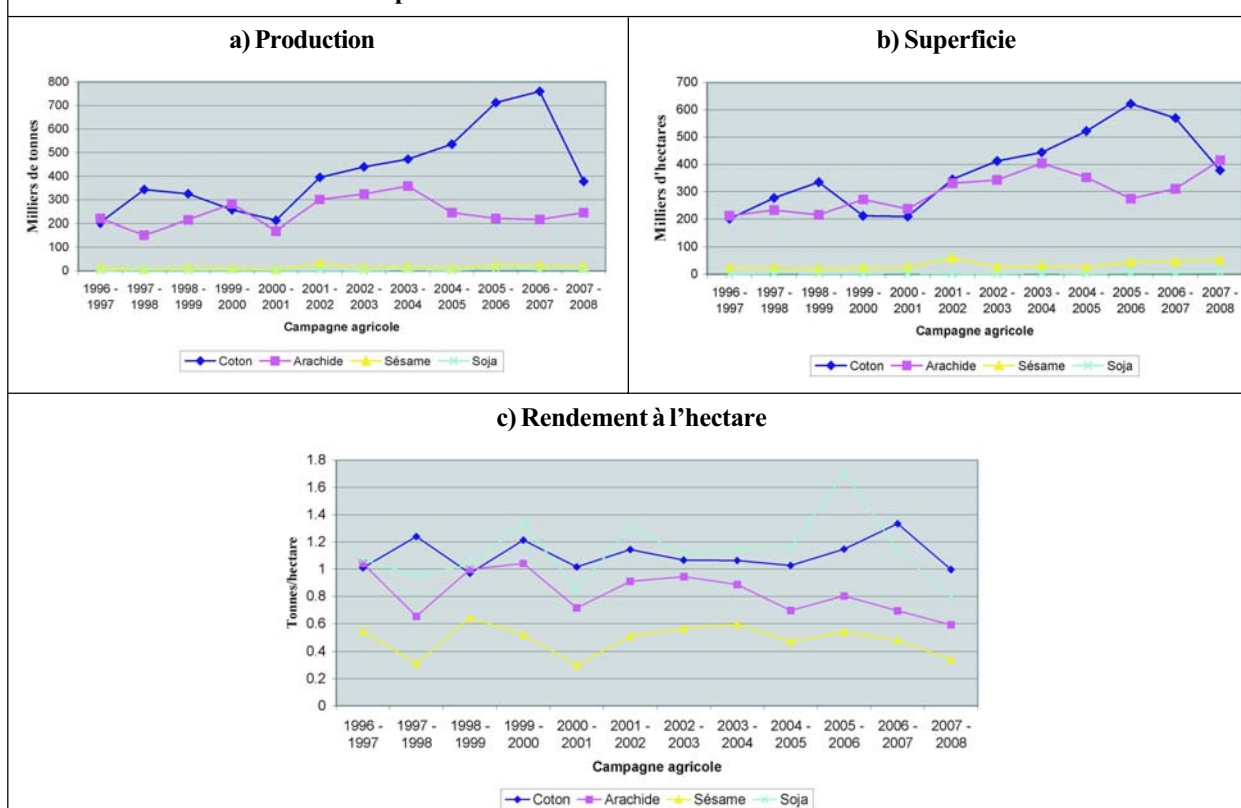 a) Production
Milliers de tonnes
800
700
600
500
400
300
200
100
0
1996 - 1997 - 1998 - 1999 - 2000 - 2001 - 2002 - 2003 - 2004 - 2005 - 2006 - 2007 -
1997 1998 1999 2000 2001 2002 2003 2004 2005 2006 2007 2008
Campagne agricole
Coton Arachide Sésame Soja
b) Superficie
Milliers d'hectares
700
600
500
400
300
200
100
0
1996 - 1997 - 1998 - 1999 - 2000 - 2001 - 2002 - 2003 - 2004 - 2005 - 2006 - 2007 -
1997 1998 1999 2000 2001 2002 2003 2004 2005 2006 2007 2008
Campagne agricole
Coton Arachide Sésame Soja
c) Rendement à l'hectare
Tonnes/hectare
1.8
1.6
1.4
1.2
1
0.8
0.6
0.4
0.2
0
1996 - 1997 - 1998 - 1999 - 2000 - 2001 - 2002 - 2003 - 2004 - 2005 - 2006 - 2007 -
1997 1998 1999 2000 2001 2002 2003 2004 2005 2006 2007 2008
Campagne agricole
Coton Arachide Sésame Soja